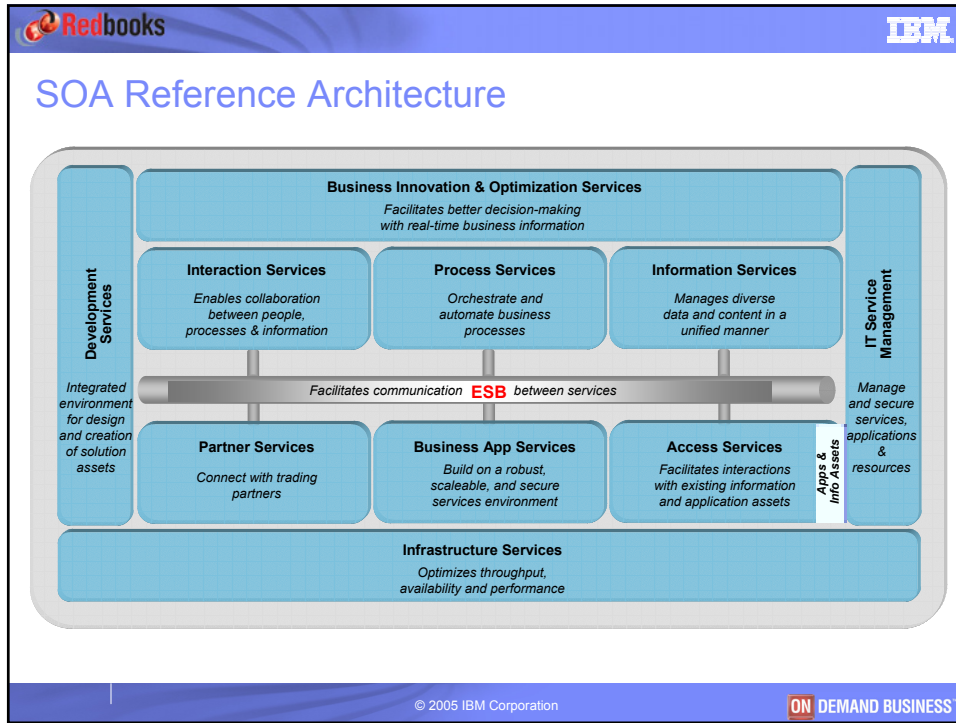 Redbooks
IBM.
SOA Reference Architecture
Business Innovation & Optimization Services
Facilitates better decision-making
with real-time business information
Development
Services
Integrated
environment
for design
and creation
of solution
assets
Interaction Services
Enables collaboration
between people,
processes & information
Process Services
Orchestrate and
automate business
processes
Information Services
Manages diverse
data and content in a
unified manner
IT Service
Management
Manage
and secure
services,
applications
&
resources
Facilitates communication ESB between services
Partner Services
Connect with trading
partners
Business App Services
Build on a robust,
scaleable, and secure
services environment
Access Services
Facilitates interactions
with existing information
and application assets
Apps &
Info Assets
Infrastructure Services
Optimizes throughput,
availability and performance
© 2005 IBM Corporation
ON DEMAND BUSINESS